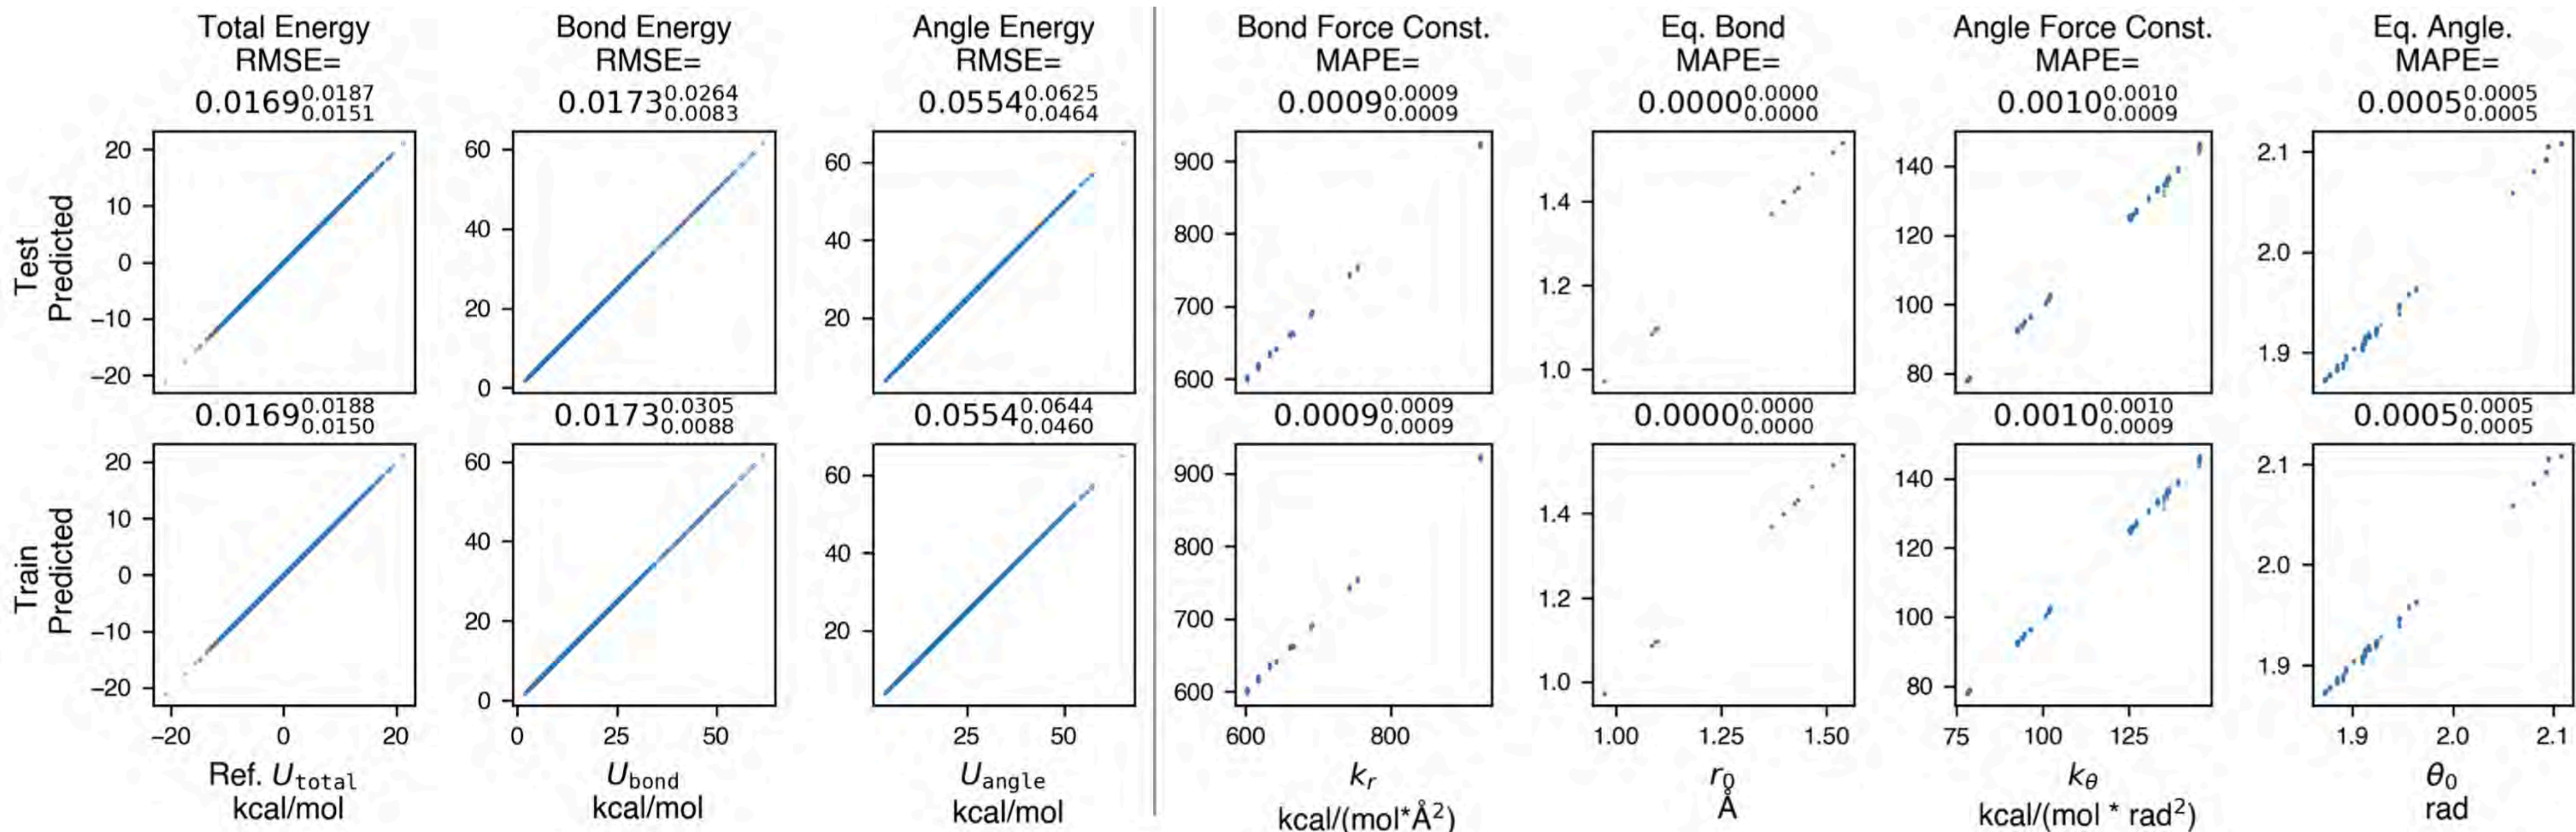 Total Energy
RMSE=
0.0169 0.0187 0.0151
Bond Energy
RMSE=
0.0173 0.0264 0.0083
Angle Energy
RMSE=
0.0554 0.0625 0.0464
Bond Force Const.
MAPE=
0.0009 0.0009 0.0009
Eq. Bond
MAPE=
0.0000 0.0000 0.0000
Angle Force Const.
MAPE=
0.0010 0.0010 0.0009
Eq. Angle.
MAPE=
0.0005 0.0005 0.0005
Test
Predicted
20
10
0
−10
−20
60
40
20
0
60
40
20
900
800
700
600
1.4
1.2
1.0
140
120
100
80
2.1
2.0
1.9
0.0169 0.0188 0.0150
0.0173 0.0305 0.0088
0.0554 0.0644 0.0460
0.0009 0.0009 0.0009
0.0000 0.0000 0.0000
0.0010 0.0010 0.0009
0.0005 0.0005 0.0005
Train
Predicted
20
10
0
−10
−20
60
40
20
0
60
40
20
900
800
700
600
1.4
1.2
1.0
140
120
100
80
2.1
2.0
1.9
−20 0 20
0 25 50
25 50
600 800
1.00 1.25 1.50
75 100 125
1.9 2.0 2.1
Ref. U total
kcal/mol
U bond
kcal/mol
U angle
kcal/mol
k r
kcal/(mol*Å²)
r 0
Å
k θ
kcal/(mol * rad²)
θ 0
rad